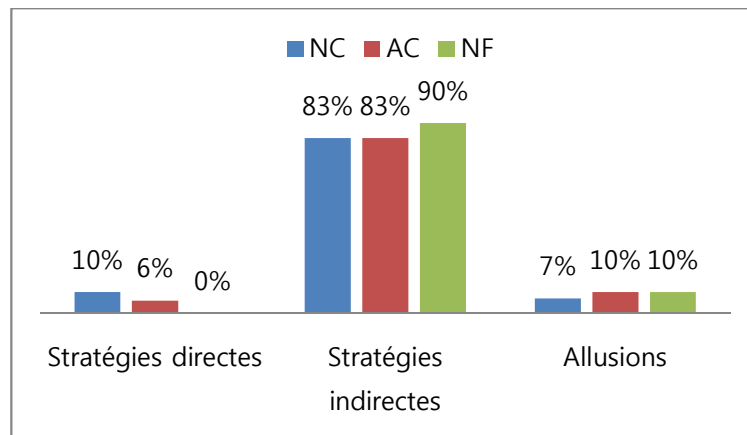 NC AC NF
83% 83% 90%
10% 6% 0%
7% 10% 10%
Stratégies directes
Stratégies
indirectes
Allusions